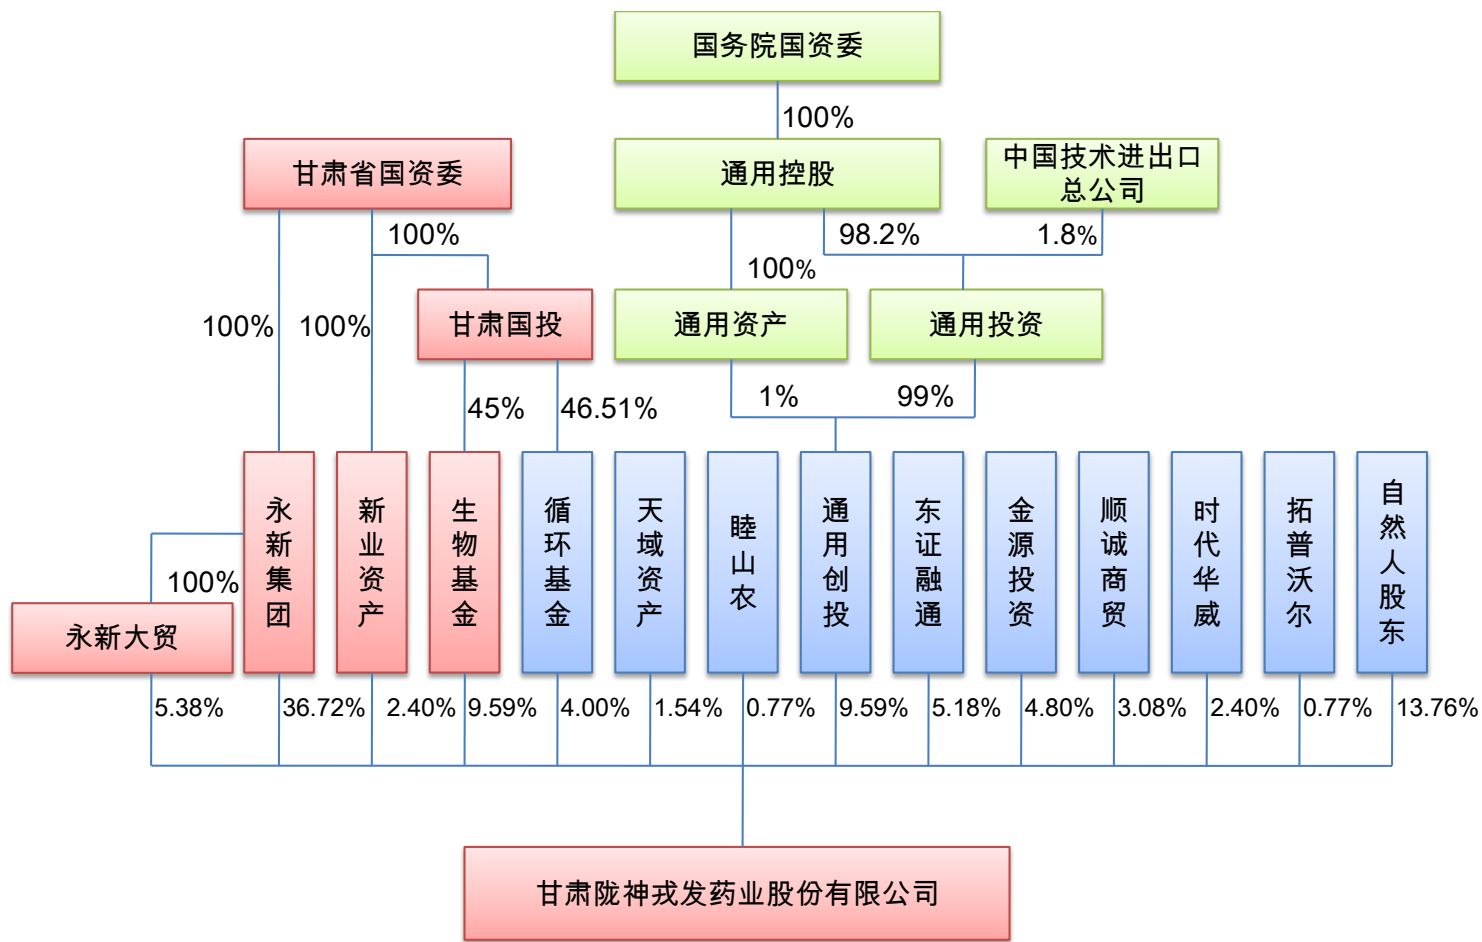 国务院国资委
100%
甘肃省国资委
通用控股
中国技术进出口
总公司
100%
98.2%
1.8%
100%
100%
100%
甘肃国投
通用资产
通用投资
45%
46.51%
1%
99%
永新集团
新业资产
生物基金
循环基金
天域资产
睦山农
通用创投
东证融通
金源投资
顺诚商贸
时代华威
拓普沃尔
自然人股东
100%
永新大贸
5.38%
36.72%
2.40%
9.59%
4.00%
1.54%
0.77%
9.59%
5.18%
4.80%
3.08%
2.40%
0.77%
13.76%
甘肃陇神戎发药业股份有限公司